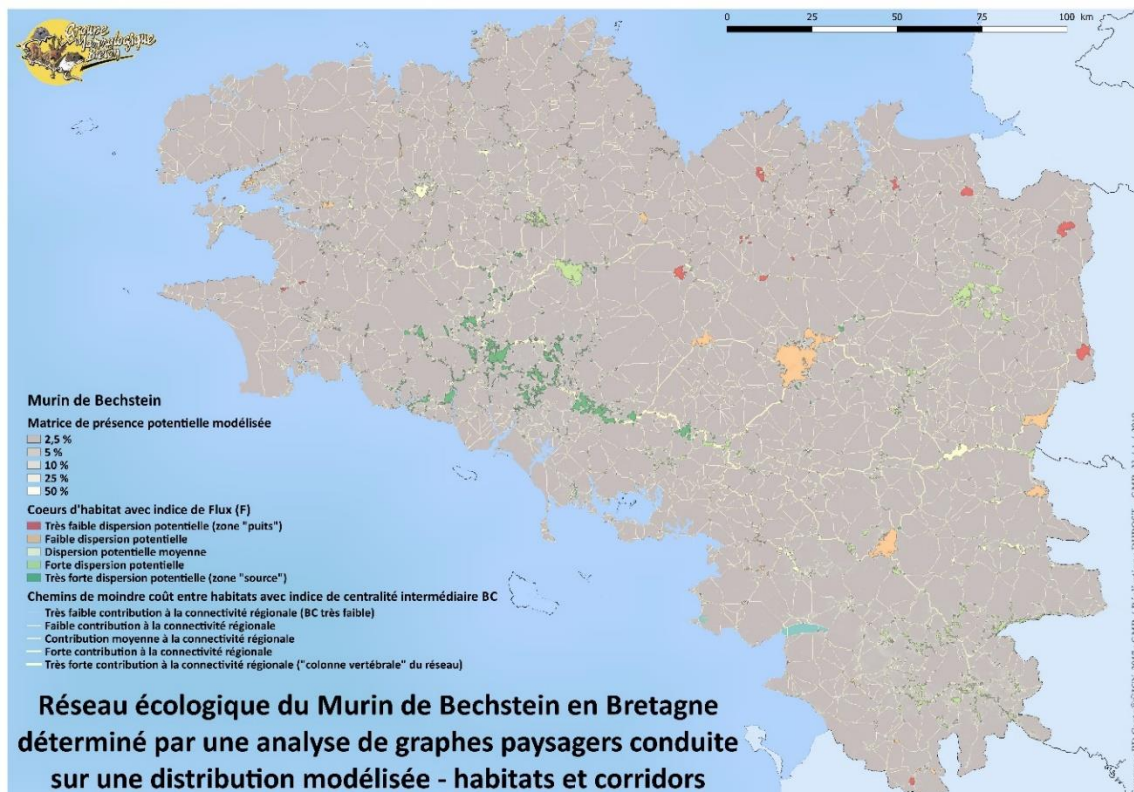 Groupe
Mammalogique
Breton
0 25 50 75 100 km
Murin de Bechstein
Matrice de présence potentielle modélisée
2,5 %
5 %
10 %
25 %
50 %
Coeurs d'habitat avec indice de Flux (F)
Très faible dispersion potentielle (zone "puits")
Faible dispersion potentielle
Dispersion potentielle moyenne
Forte dispersion potentielle
Très forte dispersion potentielle (zone "source")
Chemins de moindre coût entre habitats avec indice de centralité intermédiaire BC
Très faible contribution à la connectivité régionale (BC très faible)
Faible contribution à la connectivité régionale
Contribution moyenne à la connectivité régionale
Forte contribution à la connectivité régionale
Très forte contribution à la connectivité régionale ("colonne vertébrale" du réseau)
Réseau écologique du Murin de Bechstein en Bretagne
déterminé par une analyse de graphes paysagers conduite
sur une distribution modélisée - habitats et corridors